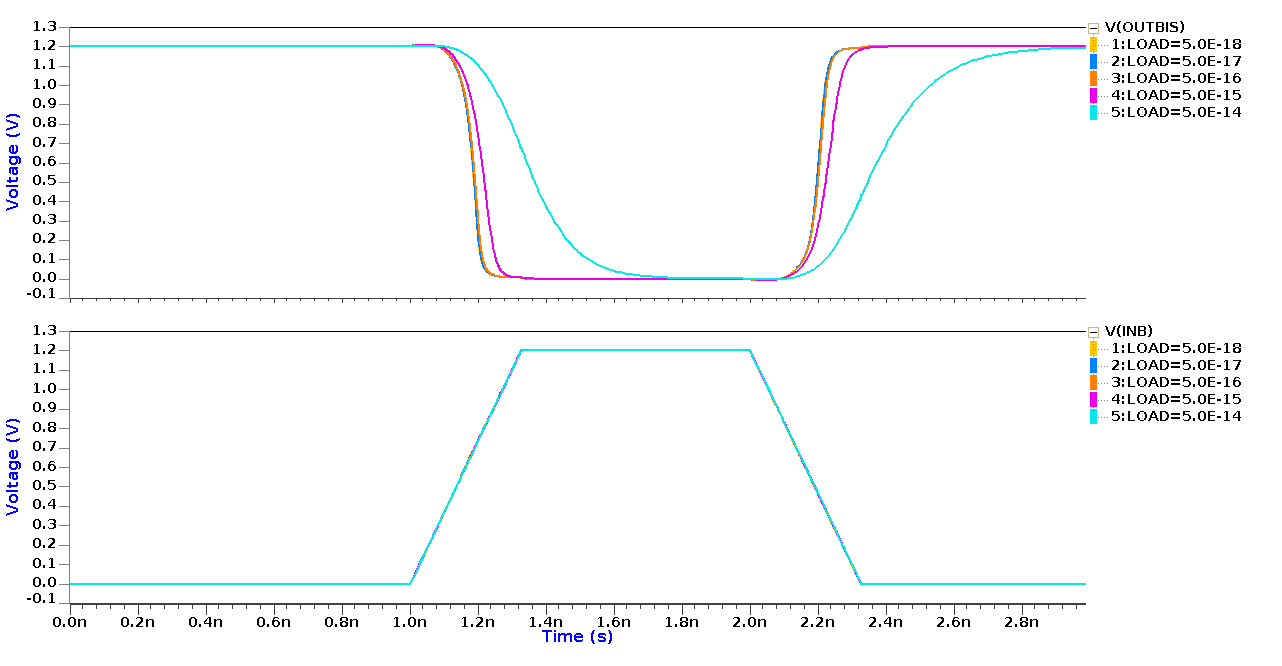 1.3
1.2
1.1
1.0
0.9
0.8
0.7
0.6
0.5
0.4
0.3
0.2
0.1
0.0
-0.1
Voltage (V)
V(OUTBIS)
1:LOAD=5.0E-18
2:LOAD=5.0E-17
3:LOAD=5.0E-16
4:LOAD=5.0E-15
5:LOAD=5.0E-14
1.3
1.2
1.1
1.0
0.9
0.8
0.7
0.6
0.5
0.4
0.3
0.2
0.1
0.0
-0.1
Voltage (V)
V(INB)
1:LOAD=5.0E-18
2:LOAD=5.0E-17
3:LOAD=5.0E-16
4:LOAD=5.0E-15
5:LOAD=5.0E-14
0.0n 0.2n 0.4n 0.6n 0.8n 1.0n 1.2n 1.4n 1.6n 1.8n 2.0n 2.2n 2.4n 2.6n 2.8n
Time (s)